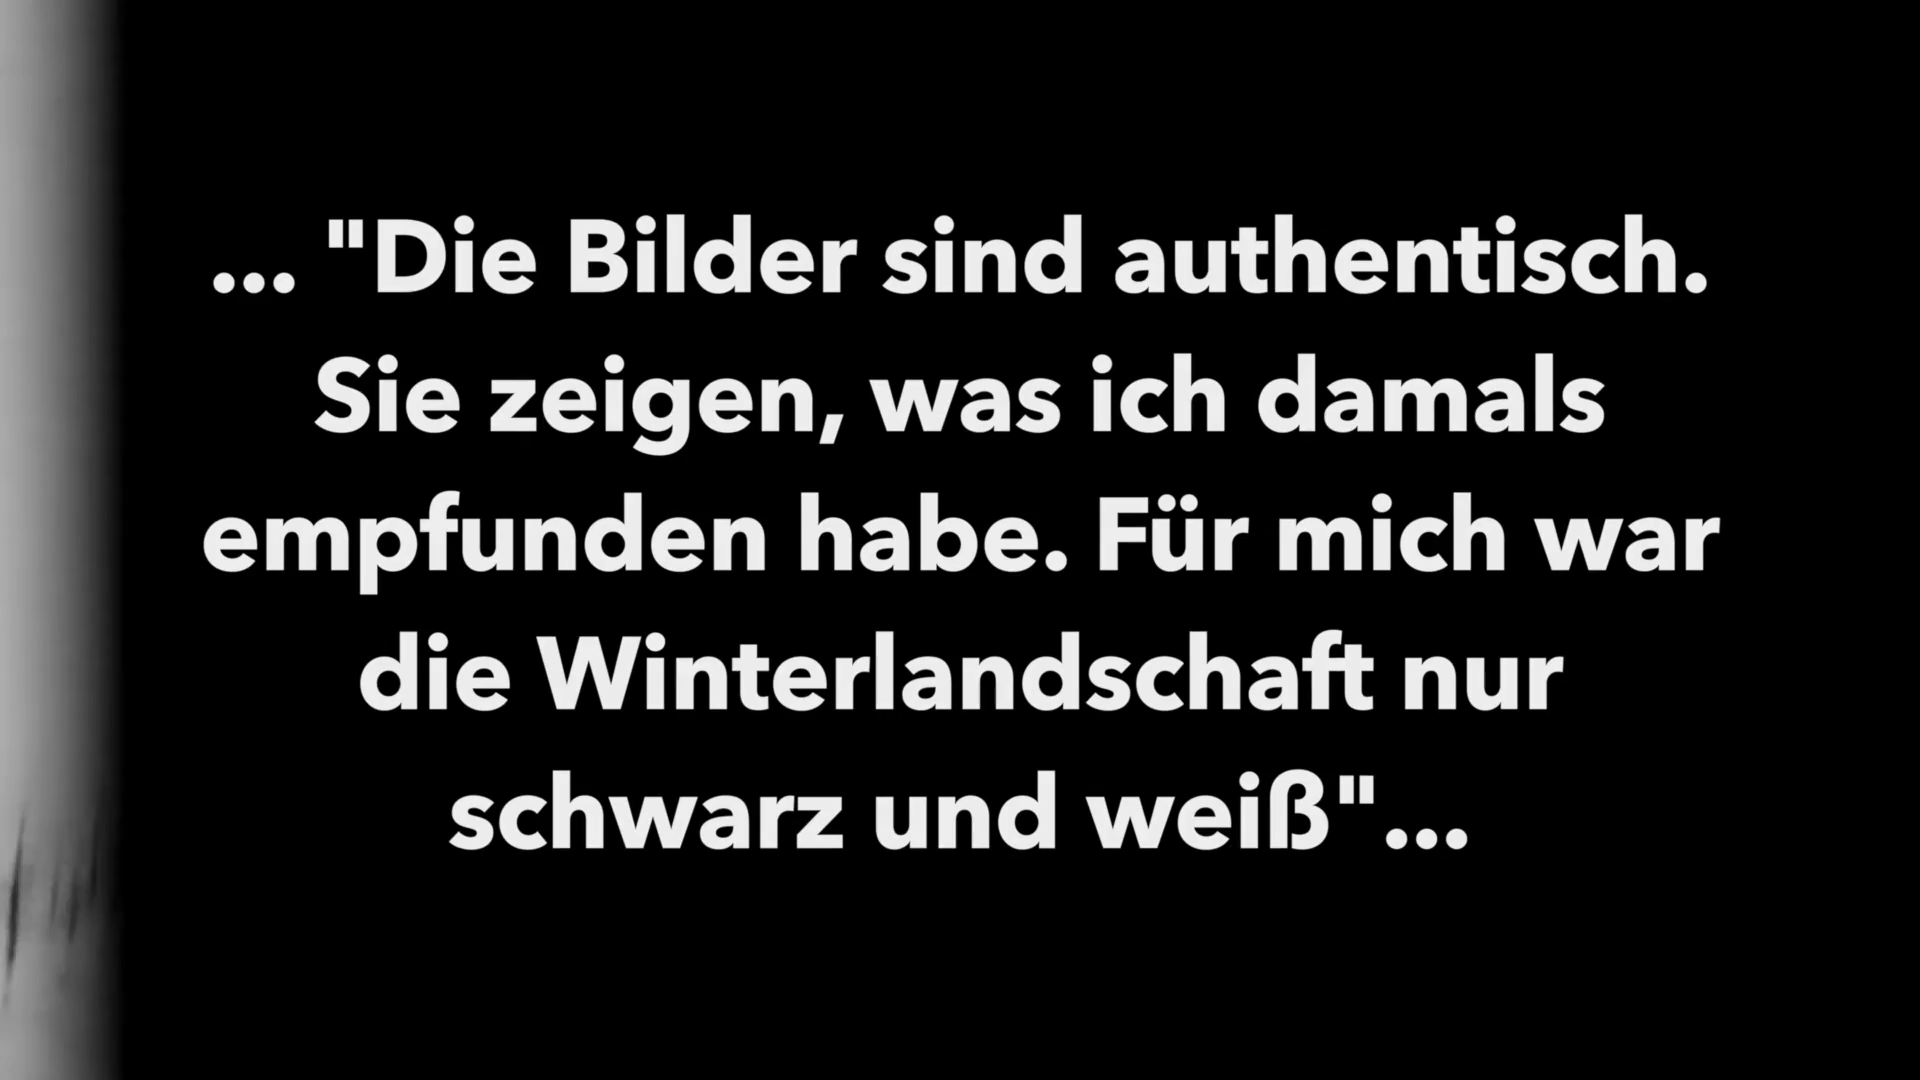 ... "Die Bilder sind authentisch.
Sie zeigen, was ich damals
empfunden habe. Für mich war
die Winterlandschaft nur
schwarz und weiß"...